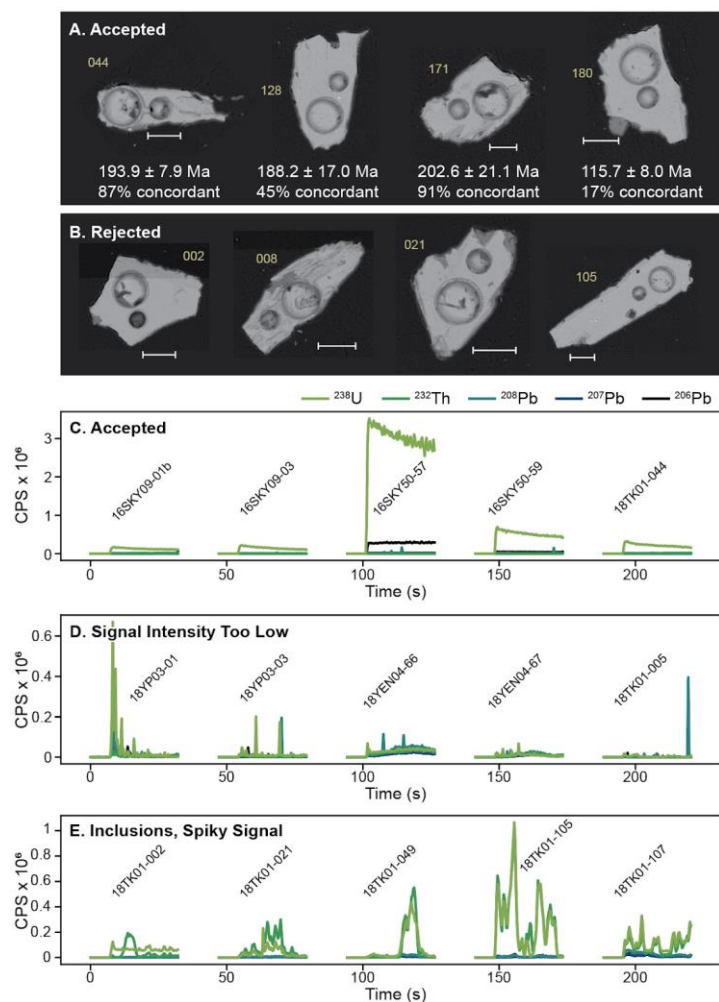 A. Accepted
044
128
171
180
193.9 ± 7.9 Ma
87% concordant
188.2 ± 17.0 Ma
45% concordant
202.6 ± 21.1 Ma
91% concordant
115.7 ± 8.0 Ma
17% concordant
B. Rejected
002
008
021
105
²³⁸U ²³²Th ²⁰⁸Pb ²⁰⁷Pb ²⁰⁶Pb
C. Accepted
CPS x 10⁶
3
2
1
0
16SKY09-01b
16SKY09-03
16SKY50-57
16SKY50-59
18TK01-044
0 50 100 150 200
Time (s)
D. Signal Intensity Too Low
CPS x 10⁶
0.6
0.4
0.2
0
18YP03-01
18YP03-03
18YEN04-66
18YEN04-67
18TK01-005
0 50 100 150 200
Time (s)
E. Inclusions, Spiky Signal
CPS x 10⁶
1
0.8
0.6
0.4
0.2
0
18TK01-002
18TK01-021
18TK01-049
18TK01-105
18TK01-107
0 50 100 150 200
Time (s)